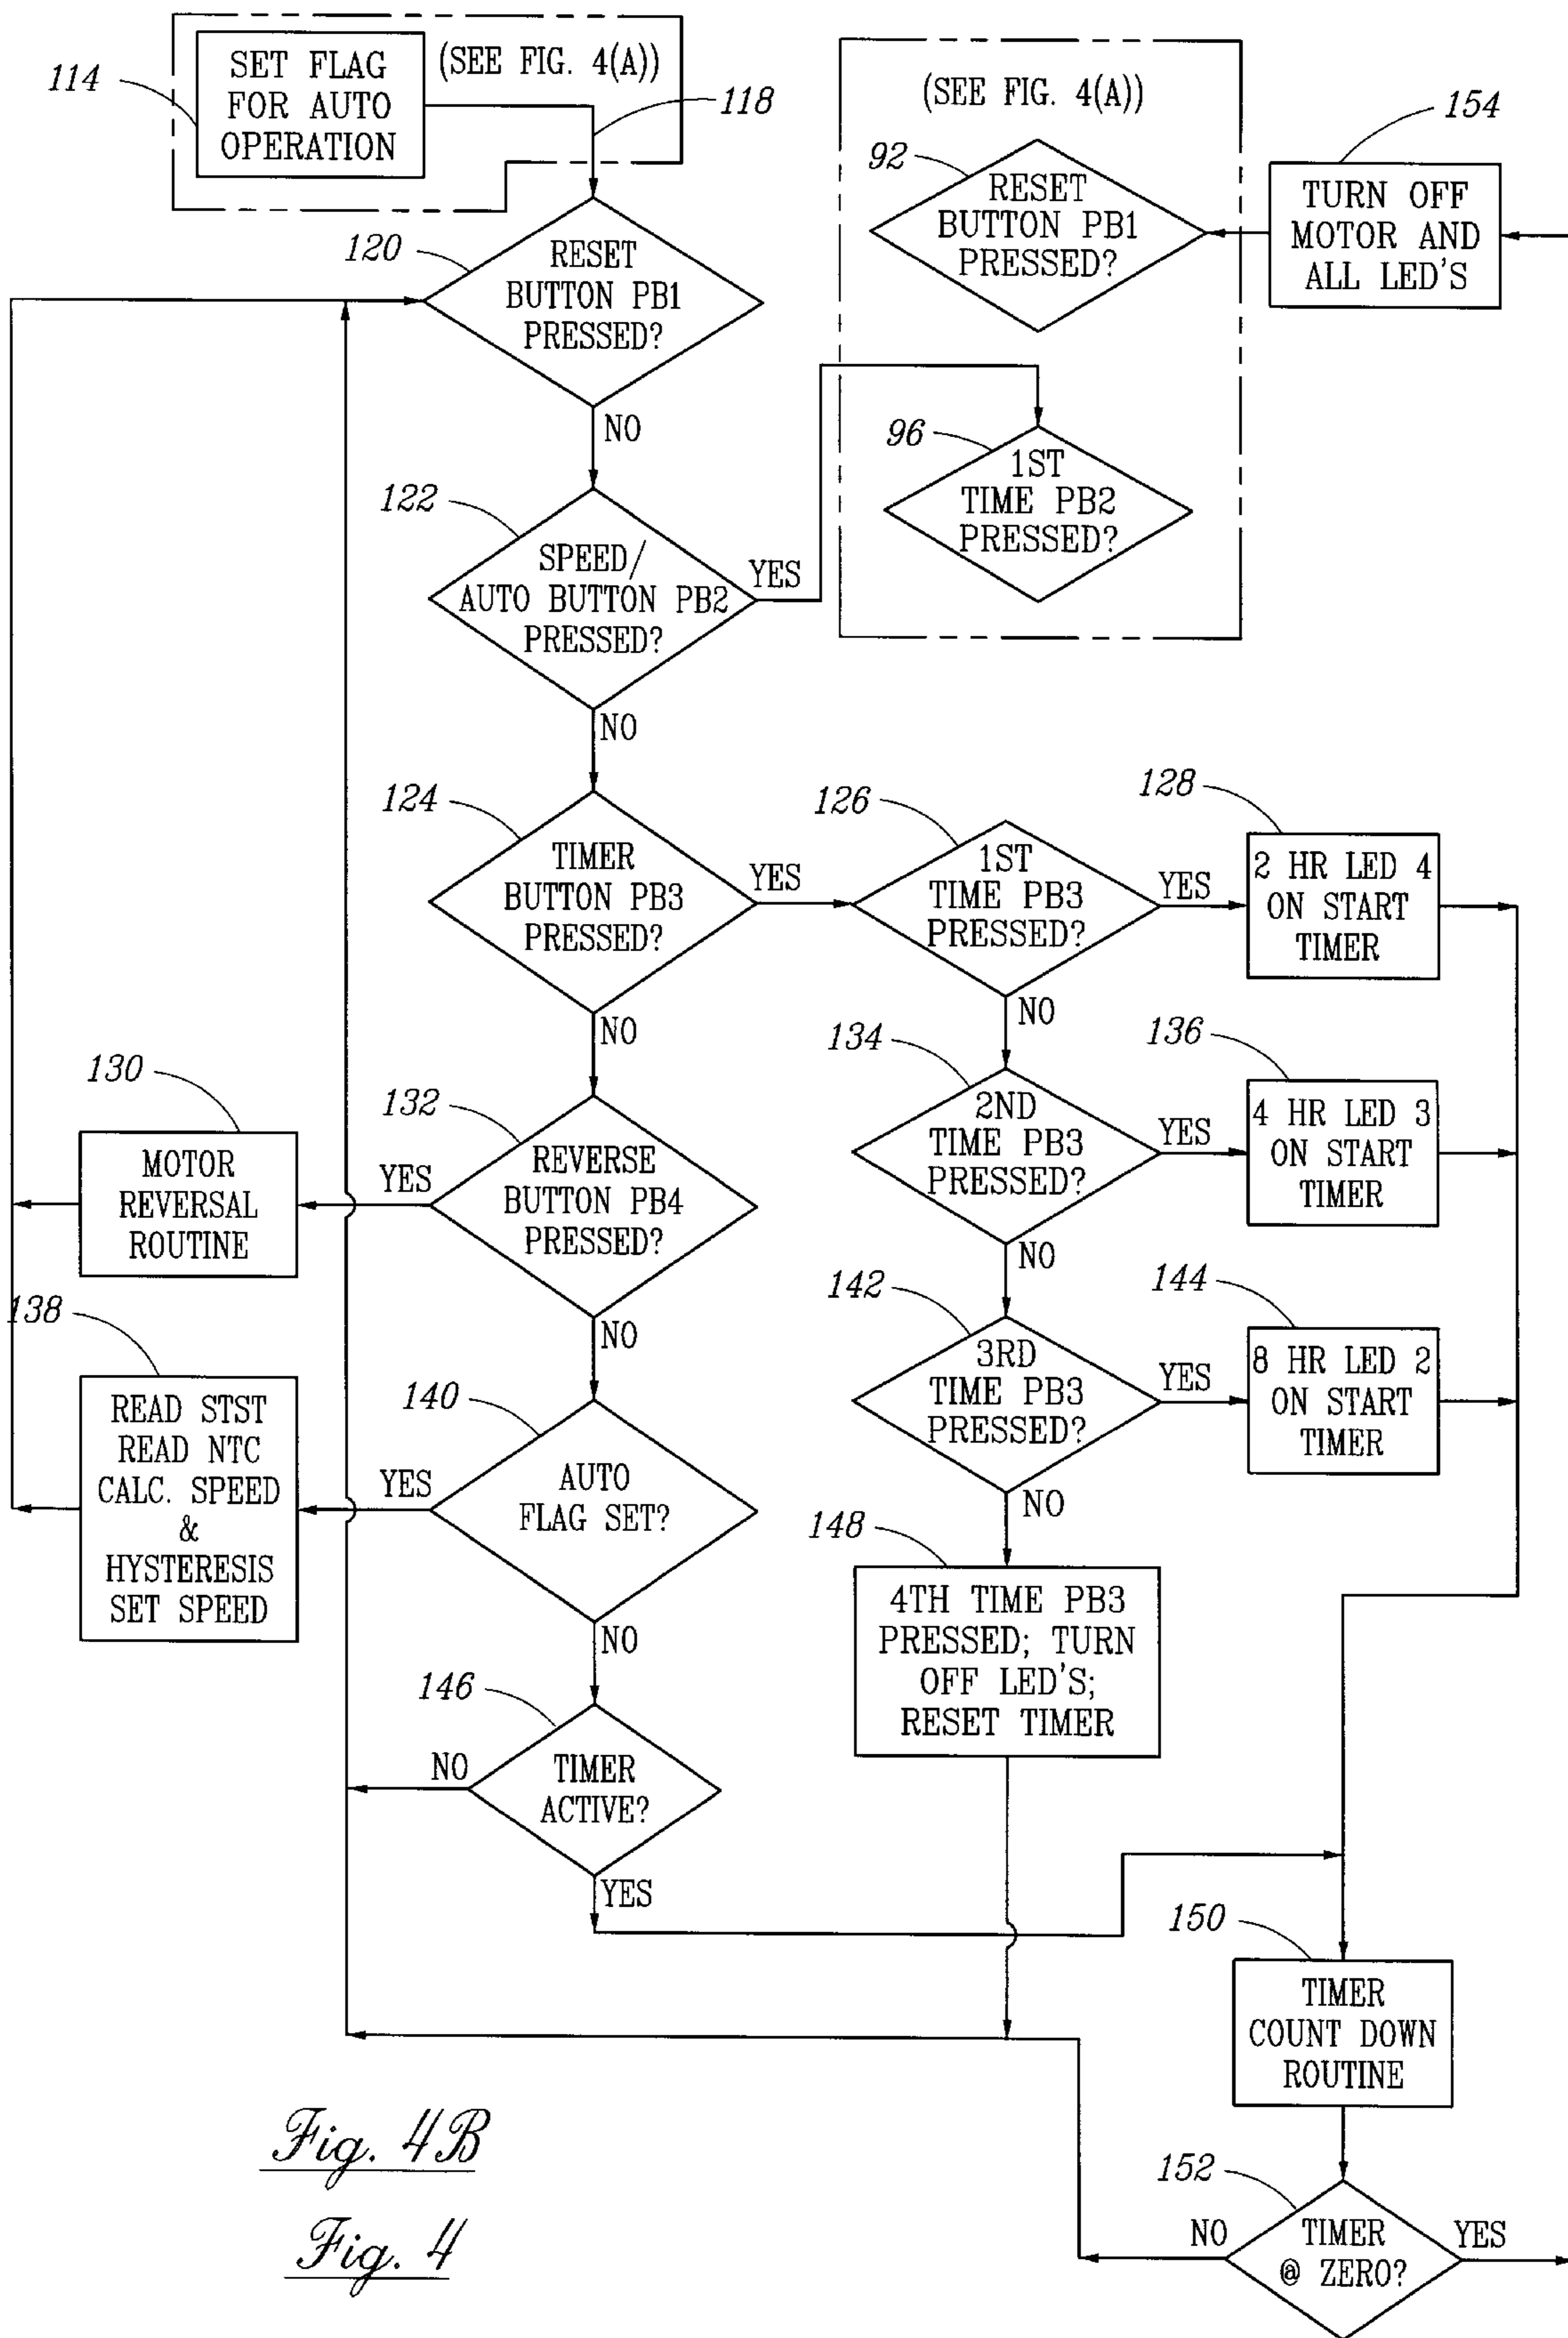 114
SET FLAG
FOR AUTO
OPERATION
(SEE FIG. 4(A))
118
(SEE FIG. 4(A))
92
RESET
BUTTON PB1
PRESSED?
154
TURN OFF
MOTOR AND
ALL LED'S
120
RESET
BUTTON PB1
PRESSED?
NO
96
1ST
TIME PB2
PRESSED?
122
SPEED/
AUTO BUTTON PB2
PRESSED?
YES
NO
124
TIMER
BUTTON PB3
PRESSED?
YES
NO
126
1ST
TIME PB3
PRESSED?
YES
NO
128
2 HR LED 4
ON START
TIMER
130
MOTOR
REVERSAL
ROUTINE
132
REVERSE
BUTTON PB4
PRESSED?
YES
NO
134
2ND
TIME PB3
PRESSED?
YES
NO
136
4 HR LED 3
ON START
TIMER
138
READ STST
READ NTC
CALC. SPEED
&
HYSTERESIS
SET SPEED
140
AUTO
FLAG SET?
YES
NO
142
3RD
TIME PB3
PRESSED?
YES
NO
144
8 HR LED 2
ON START
TIMER
146
TIMER
ACTIVE?
NO
YES
148
4TH TIME PB3
PRESSED; TURN
OFF LED'S;
RESET TIMER
150
TIMER
COUNT DOWN
ROUTINE
152
TIMER
@ ZERO?
NO
YES
Fig. 4B
Fig. 4